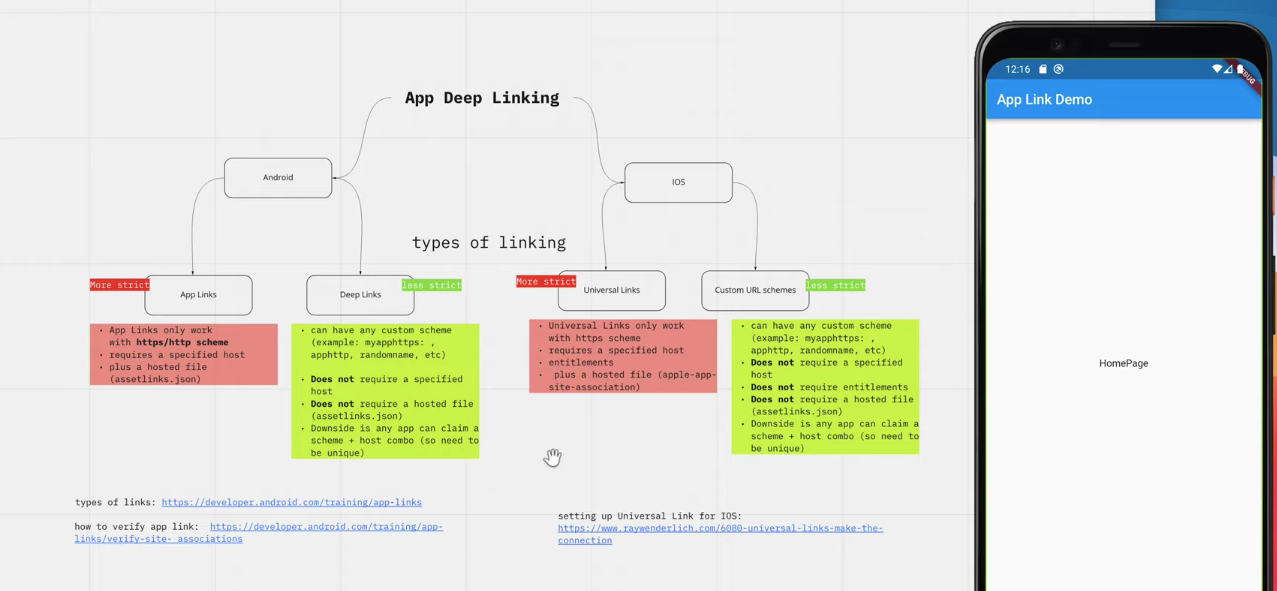 App Deep Linking
Android
IOS
types of linking
More strict
App Links
Deep Links
less strict
More strict
Universal Links
Custom URL schemes
less strict
• App Links only work
with https/http scheme
• requires a specified host
• plus a hosted file
(assetlinks.json)
• can have any custom scheme
(example: myapphttps: ,
apphttp, randomname, etc)
• Does not require a specified
host
• Does not require a hosted file
(assetlinks.json)
• Downside is any app can claim a
scheme + host combo (so need to
be unique)
• Universal Links only work
with https scheme
• requires a specified host
• entitlements
• plus a hosted file (apple-app-
site-association)
• can have any custom scheme
(example: myapphttps: ,
apphttp, randomname, etc)
• Does not require a specified
host
• Does not require entitlements
• Does not require a hosted file
(assetlinks.json)
• Downside is any app can claim a
scheme + host combo (so need to
be unique)
types of links: https://developer.android.com/training/app-links
how to verify app link: https://developer.android.com/training/app-
links/verify-site- associations
setting up Universal Link for IOS:
https://www.raywenderlich.com/6080-universal-links-make-the-
connection
12:16
BUG
App Link Demo
HomePage